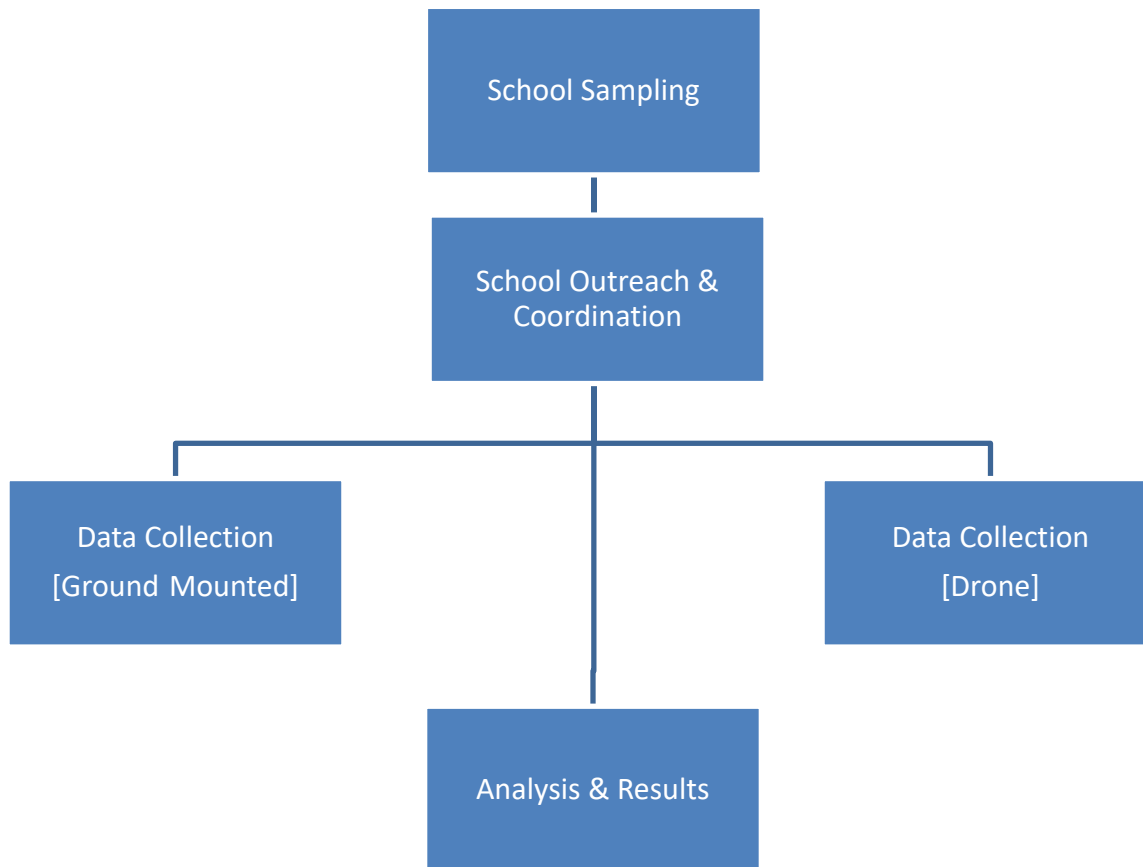 School Sampling
School Outreach &
Coordination
Data Collection
[Ground Mounted]
Data Collection
[Drone]
Analysis & Results